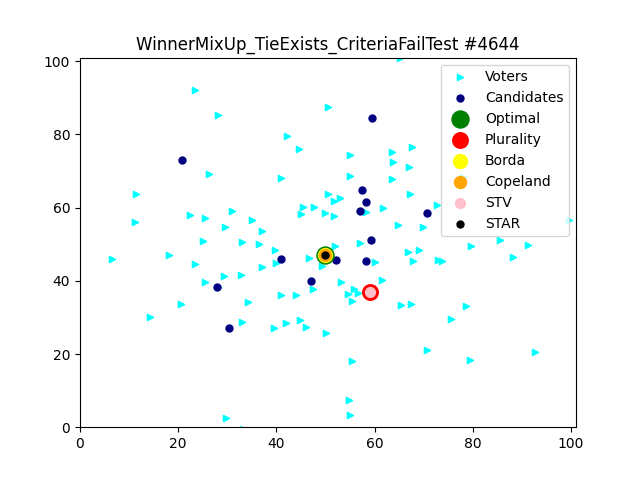 WinnerMixUp_TieExists_CriteriaFailTest #4644
100
80
60
40
20
0
0 20 40 60 80 100
Voters
Candidates
Optimal
Plurality
Borda
Copeland
STV
STAR